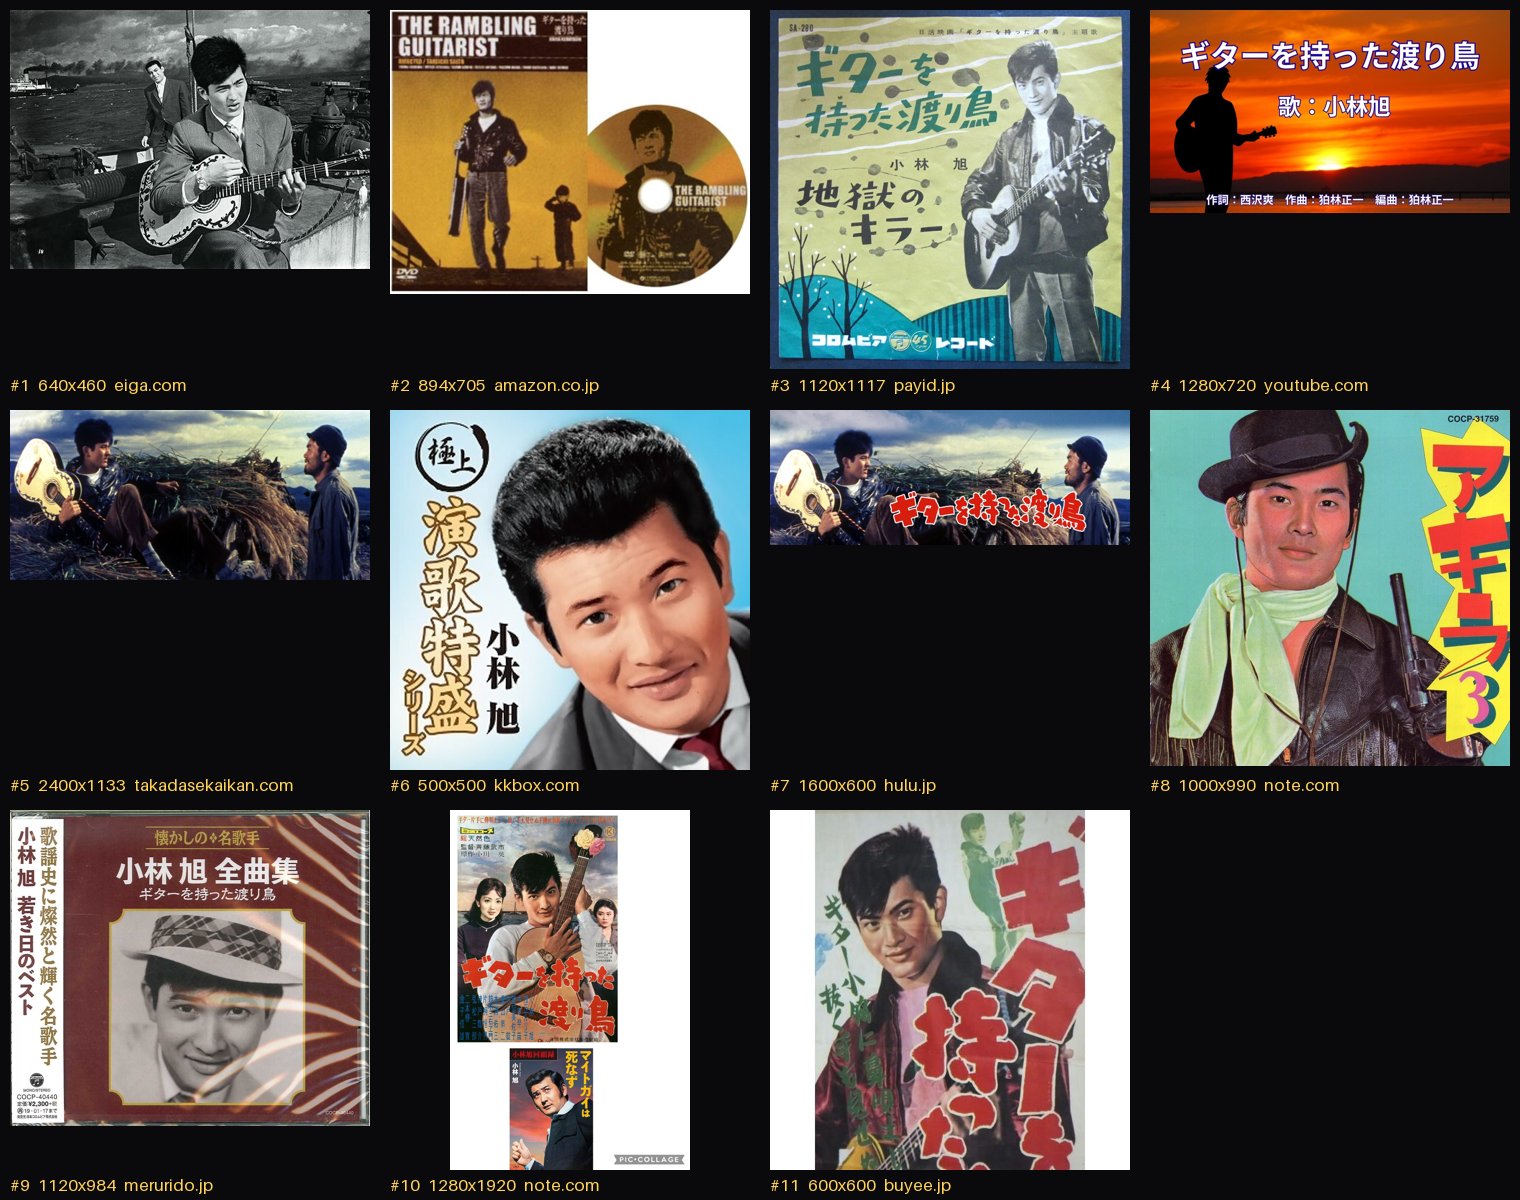 THE RAMBLING
GUITARIST
ギターを持った
渡り鳥
THE RAMBLING
GUITARIST
DVD
SA-280
日活映画「ギターを持った渡り鳥」主題歌
ギターを
持った渡り鳥
小林 旭
地獄の
キラー
コロムビア 45 レコード
ギターを持った渡り鳥
歌：小林旭
作詞：西沢爽 作曲：狛林正一 編曲：狛林正一
#1 640x460 eiga.com
#2 894x705 amazon.co.jp
#3 1120x1117 payid.jp
#4 1280x720 youtube.com
極上
演歌特盛
シリーズ
小林 旭
ギターを持った渡り鳥
COCP-31759
アキラ
3
#5 2400x1133 takadasekaikan.com
#6 500x500 kkbox.com
#7 1600x600 hulu.jp
#8 1000x990 note.com
歌謡史に燦然と輝く名歌手
小林 旭 若き日のベスト
COCP-40440
懐かしの名歌手
小林 旭 全曲集
ギターを持った渡り鳥
総天然色
ギターを持った
渡り鳥
小林旭回顧録
マイトガイは
死なず
小林 旭
PIC•COLLAGE
ギターを
持った
#9 1120x984 merurido.jp
#10 1280x1920 note.com
#11 600x600 buyee.jp